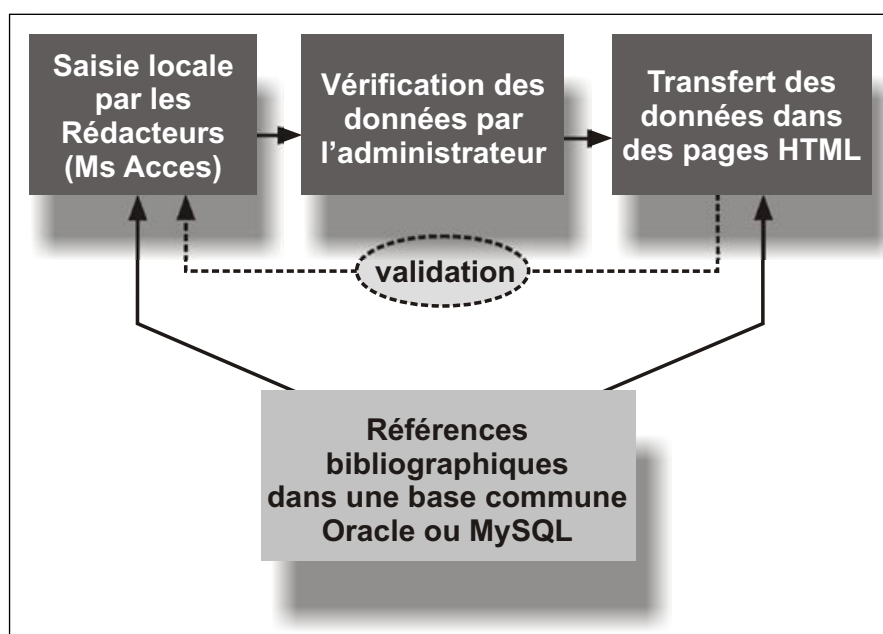 Saisie locale
par les
Rédacteurs
(Ms Acces)
Vérification des
données par
l'administrateur
Transfert des
données dans
des pages HTML
validation
Références
bibliographiques
dans une base commune
Oracle ou MySQL